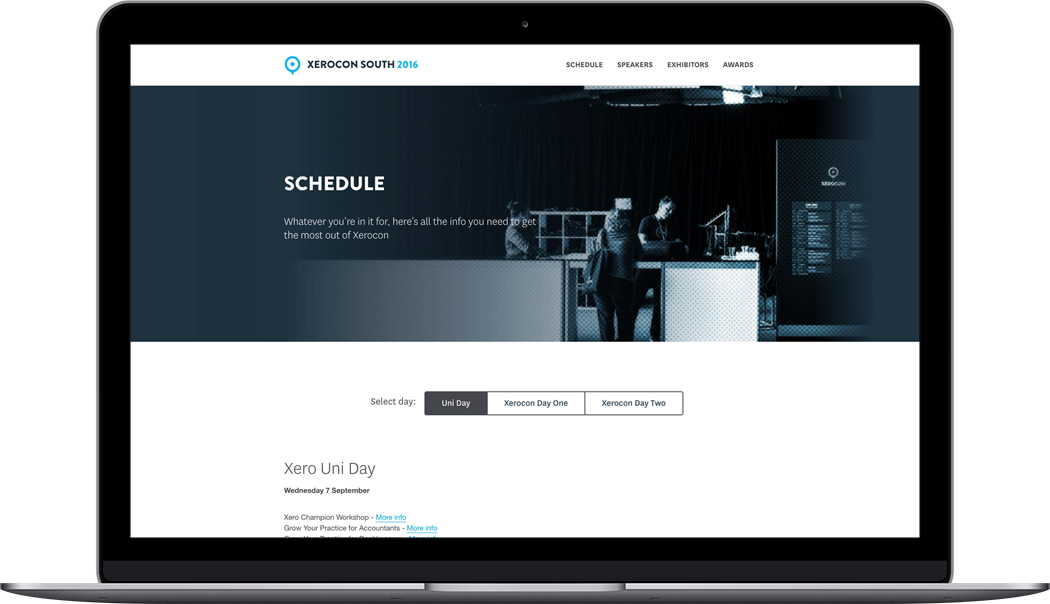 XEROCON SOUTH 2016
SCHEDULE SPEAKERS EXHIBITORS AWARDS
SCHEDULE
Whatever you're in it for, here's all the info you need to get
the most out of Xerocon
XEROCON
Select day: Uni Day Xerocon Day One Xerocon Day Two
Xero Uni Day
Wednesday 7 September
Xero Champion Workshop - More info
Grow Your Practice for Accountants - More info